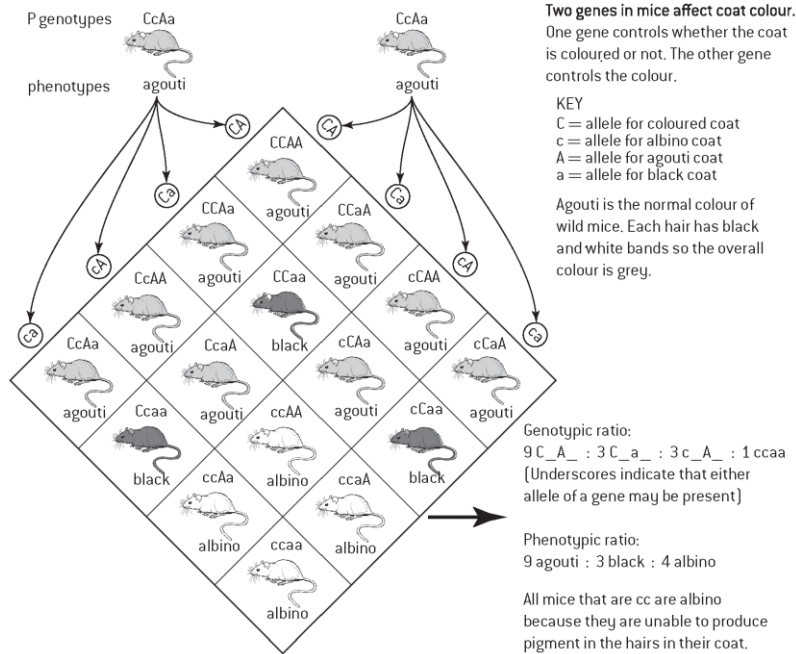 P genotypes
CcAa
CcAa
phenotypes
agouti
agouti
CA
Ca
cA
ca
CA
Ca
cA
ca
CCAA
agouti
CCAa
agouti
CCaA
agouti
CcAA
agouti
CCaa
black
cCAA
agouti
CcAa
agouti
CcaA
agouti
cCAa
agouti
cCaA
agouti
Ccaa
black
ccAA
albino
cCaa
black
ccAa
albino
ccaA
albino
ccaa
albino
Two genes in mice affect coat colour.
One gene controls whether the coat
is coloured or not. The other gene
controls the colour.
KEY
C = allele for coloured coat
c = allele for albino coat
A = allele for agouti coat
a = allele for black coat
Agouti is the normal colour of
wild mice. Each hair has black
and white bands so the overall
colour is grey.
Genotypic ratio:
9 C_A_ : 3 C_a_ : 3 c_A_ : 1 ccaa
(Underscores indicate that either
allele of a gene may be present)
Phenotypic ratio:
9 agouti : 3 black : 4 albino
All mice that are cc are albino
because they are unable to produce
pigment in the hairs in their coat.